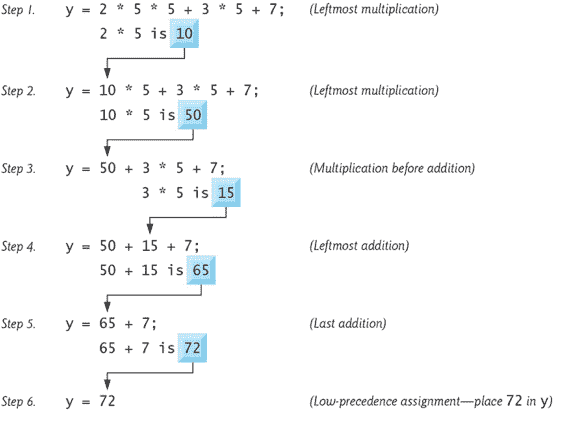 Step 1. y = 2 * 5 * 5 + 3 * 5 + 7; (Leftmost multiplication)
2 * 5 is 10
Step 2. y = 10 * 5 + 3 * 5 + 7; (Leftmost multiplication)
10 * 5 is 50
Step 3. y = 50 + 3 * 5 + 7; (Multiplication before addition)
3 * 5 is 15
Step 4. y = 50 + 15 + 7; (Leftmost addition)
50 + 15 is 65
Step 5. y = 65 + 7; (Last addition)
65 + 7 is 72
Step 6. y = 72 (Low-precedence assignment—place 72 in y)